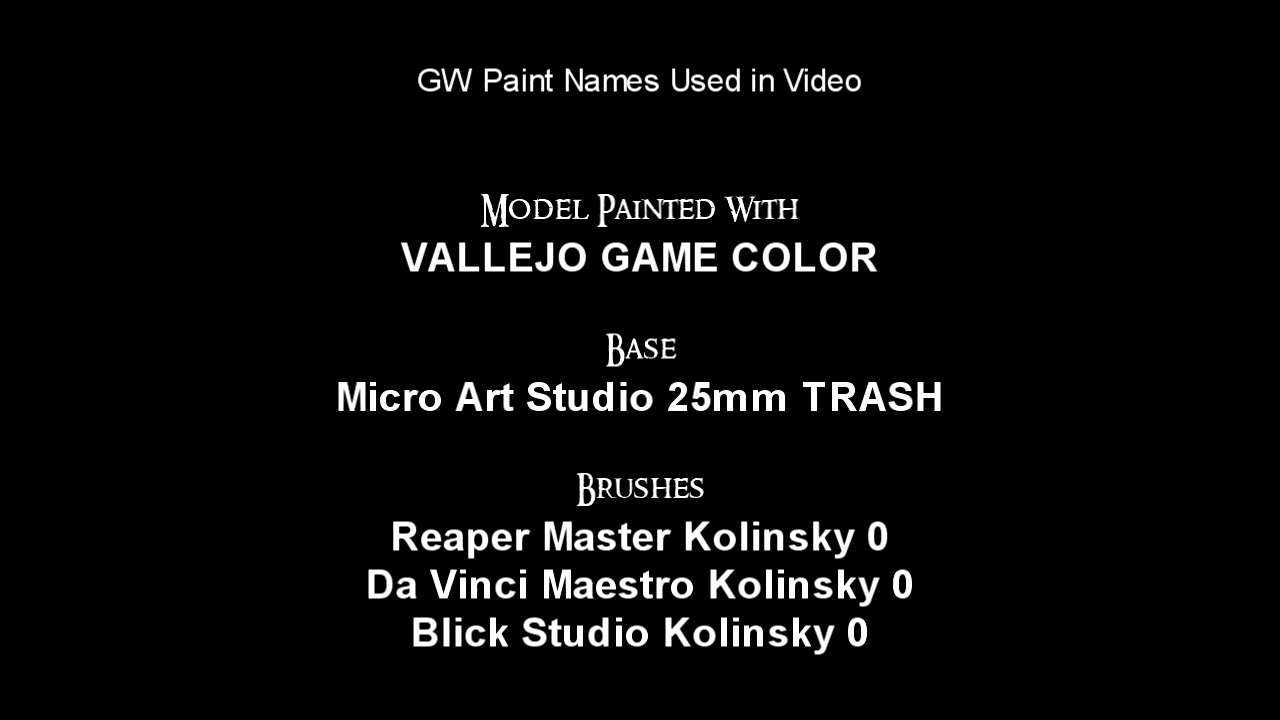 GW Paint Names Used in Video
Model Painted With
VALLEJO GAME COLOR
Base
Micro Art Studio 25mm TRASH
Brushes
Reaper Master Kolinsky 0
Da Vinci Maestro Kolinsky 0
Blick Studio Kolinsky 0